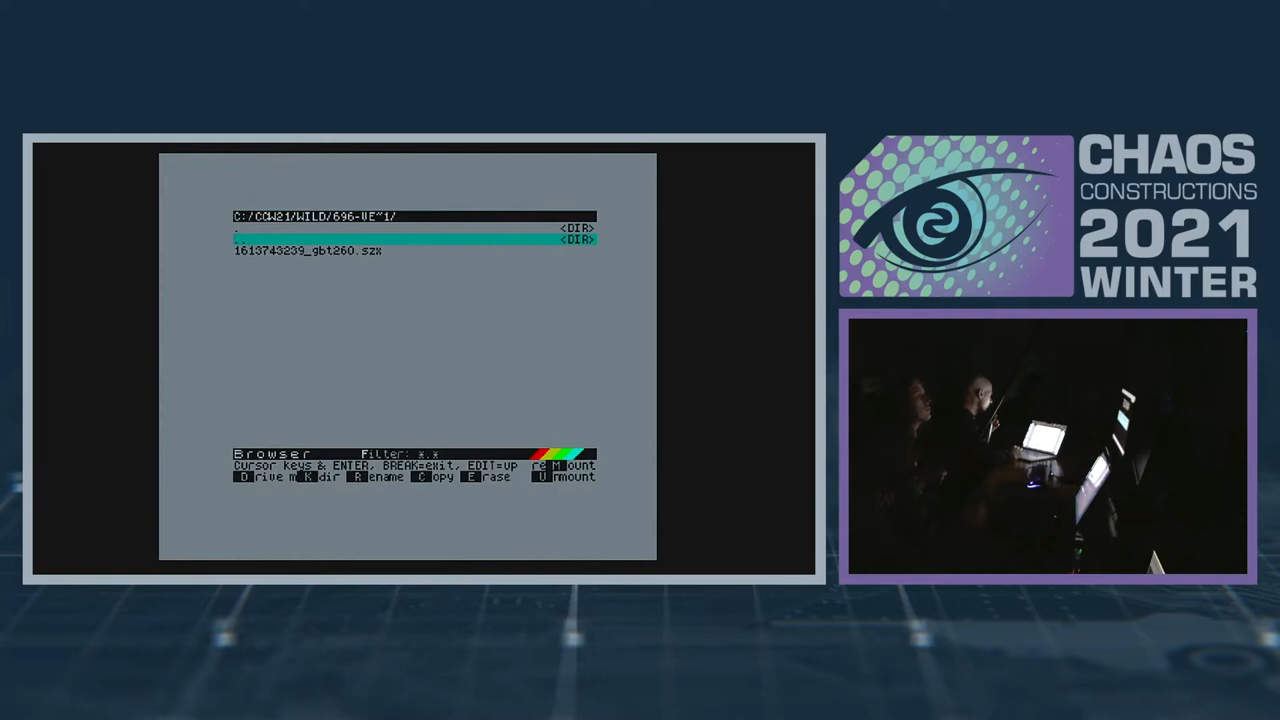 C:/CCW21/WILD/696-VE~1/
. <DIR>
.. <DIR>
1613743239_gbt260.szx
Browser Filter: *.*
Cursor keys & ENTER, BREAK=exit, EDIT=up reMount
Drive mKdir Rename Copy Erase Unmount
CHAOS
CONSTRUCTIONS
2021
WINTER